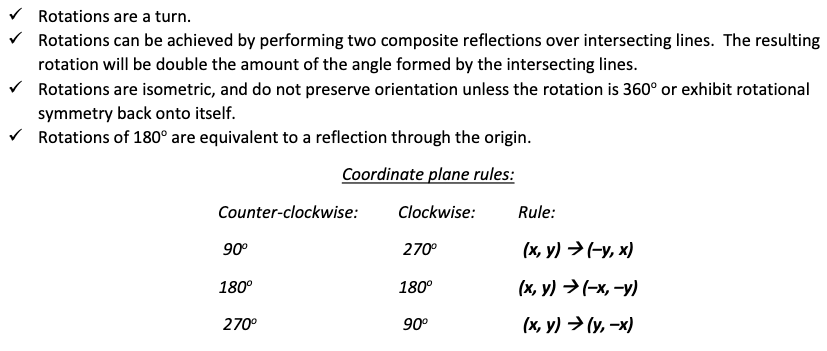 ✓ Rotations are a turn.
✓ Rotations can be achieved by performing two composite reflections over intersecting lines. The resulting
rotation will be double the amount of the angle formed by the intersecting lines.
✓ Rotations are isometric, and do not preserve orientation unless the rotation is 360° or exhibit rotational
symmetry back onto itself.
✓ Rotations of 180° are equivalent to a reflection through the origin.
Coordinate plane rules:
Counter-clockwise: Clockwise: Rule:
90° 270° (x, y) → (–y, x)
180° 180° (x, y) → (–x, –y)
270° 90° (x, y) → (y, –x)